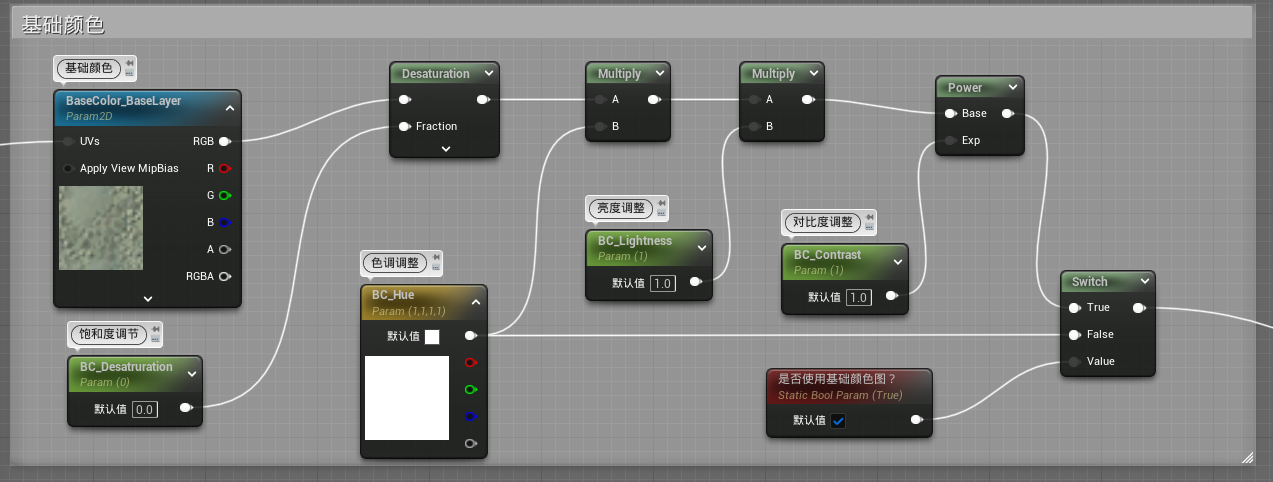 基础颜色
基础颜色
BaseColor_BaseLayer
Param2D
UVs
RGB
Apply View MipBias
R
G
B
A
RGBA
饱和度调节
BC_Desatruration
Param (0)
默认值 0.0
Desaturation
Fraction
色调调整
BC_Hue
Param (1,1,1,1)
默认值
Multiply
A
B
亮度调整
BC_Lightness
Param (1)
默认值 1.0
Multiply
A
B
对比度调整
BC_Contrast
Param (1)
默认值 1.0
Power
Base
Exp
是否使用基础颜色图？
Static Bool Param (True)
默认值
Switch
True
False
Value